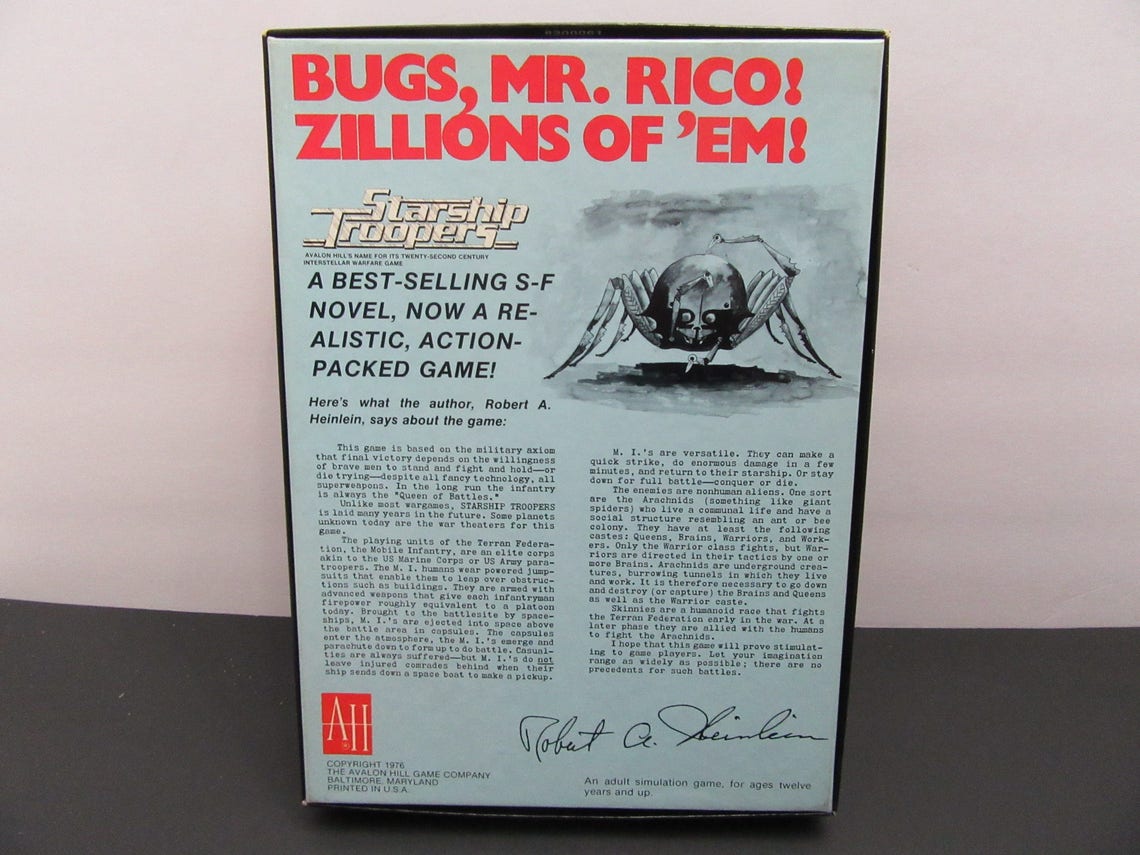 8300061
BUGS, MR. RICO!
ZILLIONS OF 'EM!
Starship
Troopers
AVALON HILL'S NAME FOR ITS TWENTY-SECOND CENTURY
INTERSTELLAR WARFARE GAME
A BEST-SELLING S-F
NOVEL, NOW A RE-
ALISTIC, ACTION-
PACKED GAME!
Here's what the author, Robert A.
Heinlein, says about the game:
This game is based on the military axiom
that final victory depends on the willingness
of brave men to stand and fight and hold—or
die trying—despite all fancy technology, all
superweapons. In the long run the infantry
is always the "Queen of Battles."
Unlike most wargames, STARSHIP TROOPERS
is laid many years in the future. Some planets
unknown today are the war theaters for this
game.
The playing units of the Terran Federa-
tion, the Mobile Infantry, are an elite corps
akin to the US Marine Corps or US Army para-
troopers. The M. I. humans wear powered jump-
suits that enable them to leap over obstruc-
tions such as buildings. They are armed with
advanced weapons that give each infantryman
firepower roughly equivalent to a platoon
today. Brought to the battlesite by space-
ships, M. I.'s are ejected into space above
the battle area in capsules. The capsules
enter the atmosphere, the M. I.'s emerge and
parachute down to form up to do battle. Casual-
ties are always suffered—but M. I.'s do not
leave injured comrades behind when their
ship sends down a space boat to make a pickup.
M. I.'s are versatile. They can make a
quick strike, do enormous damage in a few
minutes, and return to their starship. Or stay
down for full battle—conquer or die.
The enemies are nonhuman aliens. One sort
are the Arachnids (something like giant
spiders) who live a communal life and have a
social structure resembling an ant or bee
colony. They have at least the following
castes: Queens, Brains, Warriors, and Work-
ers. Only the Warrior class fights, but War-
riors are directed in their tactics by one or
more Brains. Arachnids are underground crea-
tures, burrowing tunnels in which they live
and work. It is therefore necessary to go down
and destroy (or capture) the Brains and Queens
as well as the Warrior caste.
Skinnies are a humanoid race that fights
the Terran Federation early in the war. At a
later phase they are allied with the humans
to fight the Arachnids.
I hope that this game will prove stimulat-
ing to game players. Let your imagination
range as widely as possible; there are no
precedents for such battles.
Robert A. Heinlein
AH
®
COPYRIGHT 1976
THE AVALON HILL GAME COMPANY
BALTIMORE, MARYLAND
PRINTED IN U.S.A.
An adult simulation game, for ages twelve
years and up.